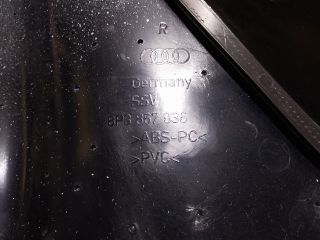 R
Germany
SSV
8P3 867 036
>ABS-PC<
>PVC<